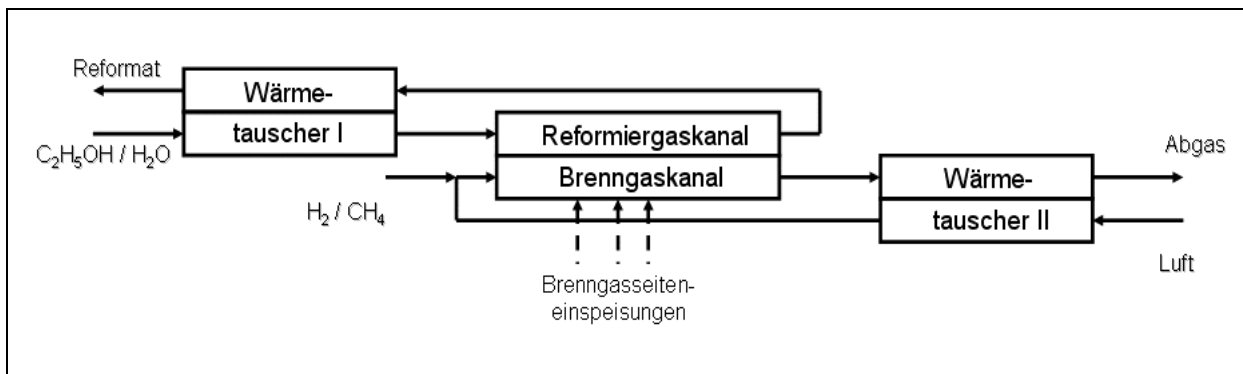 Reformat
Wärme-
tauscher I
C₂H₅OH / H₂O
Reformiergaskanal
Brenngaskanal
H₂ / CH₄
Brenngasseiten-
einspeisungen
Wärme-
tauscher II
Abgas
Luft